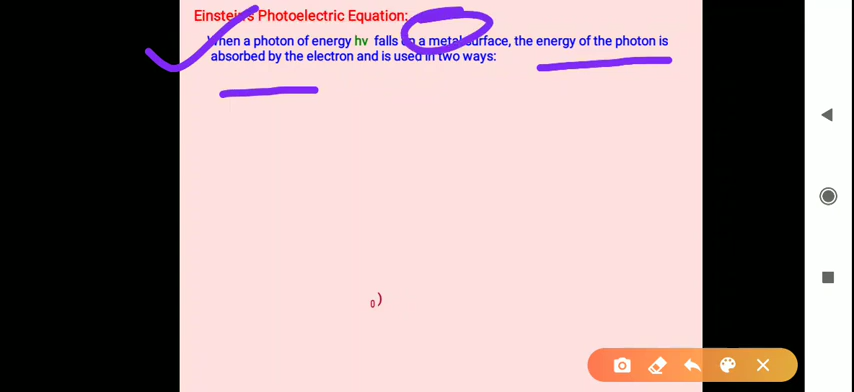 Einstein's Photoelectric Equation:
When a photon of energy hν falls on a metal surface, the energy of the photon is
absorbed by the electron and is used in two ways:
0)